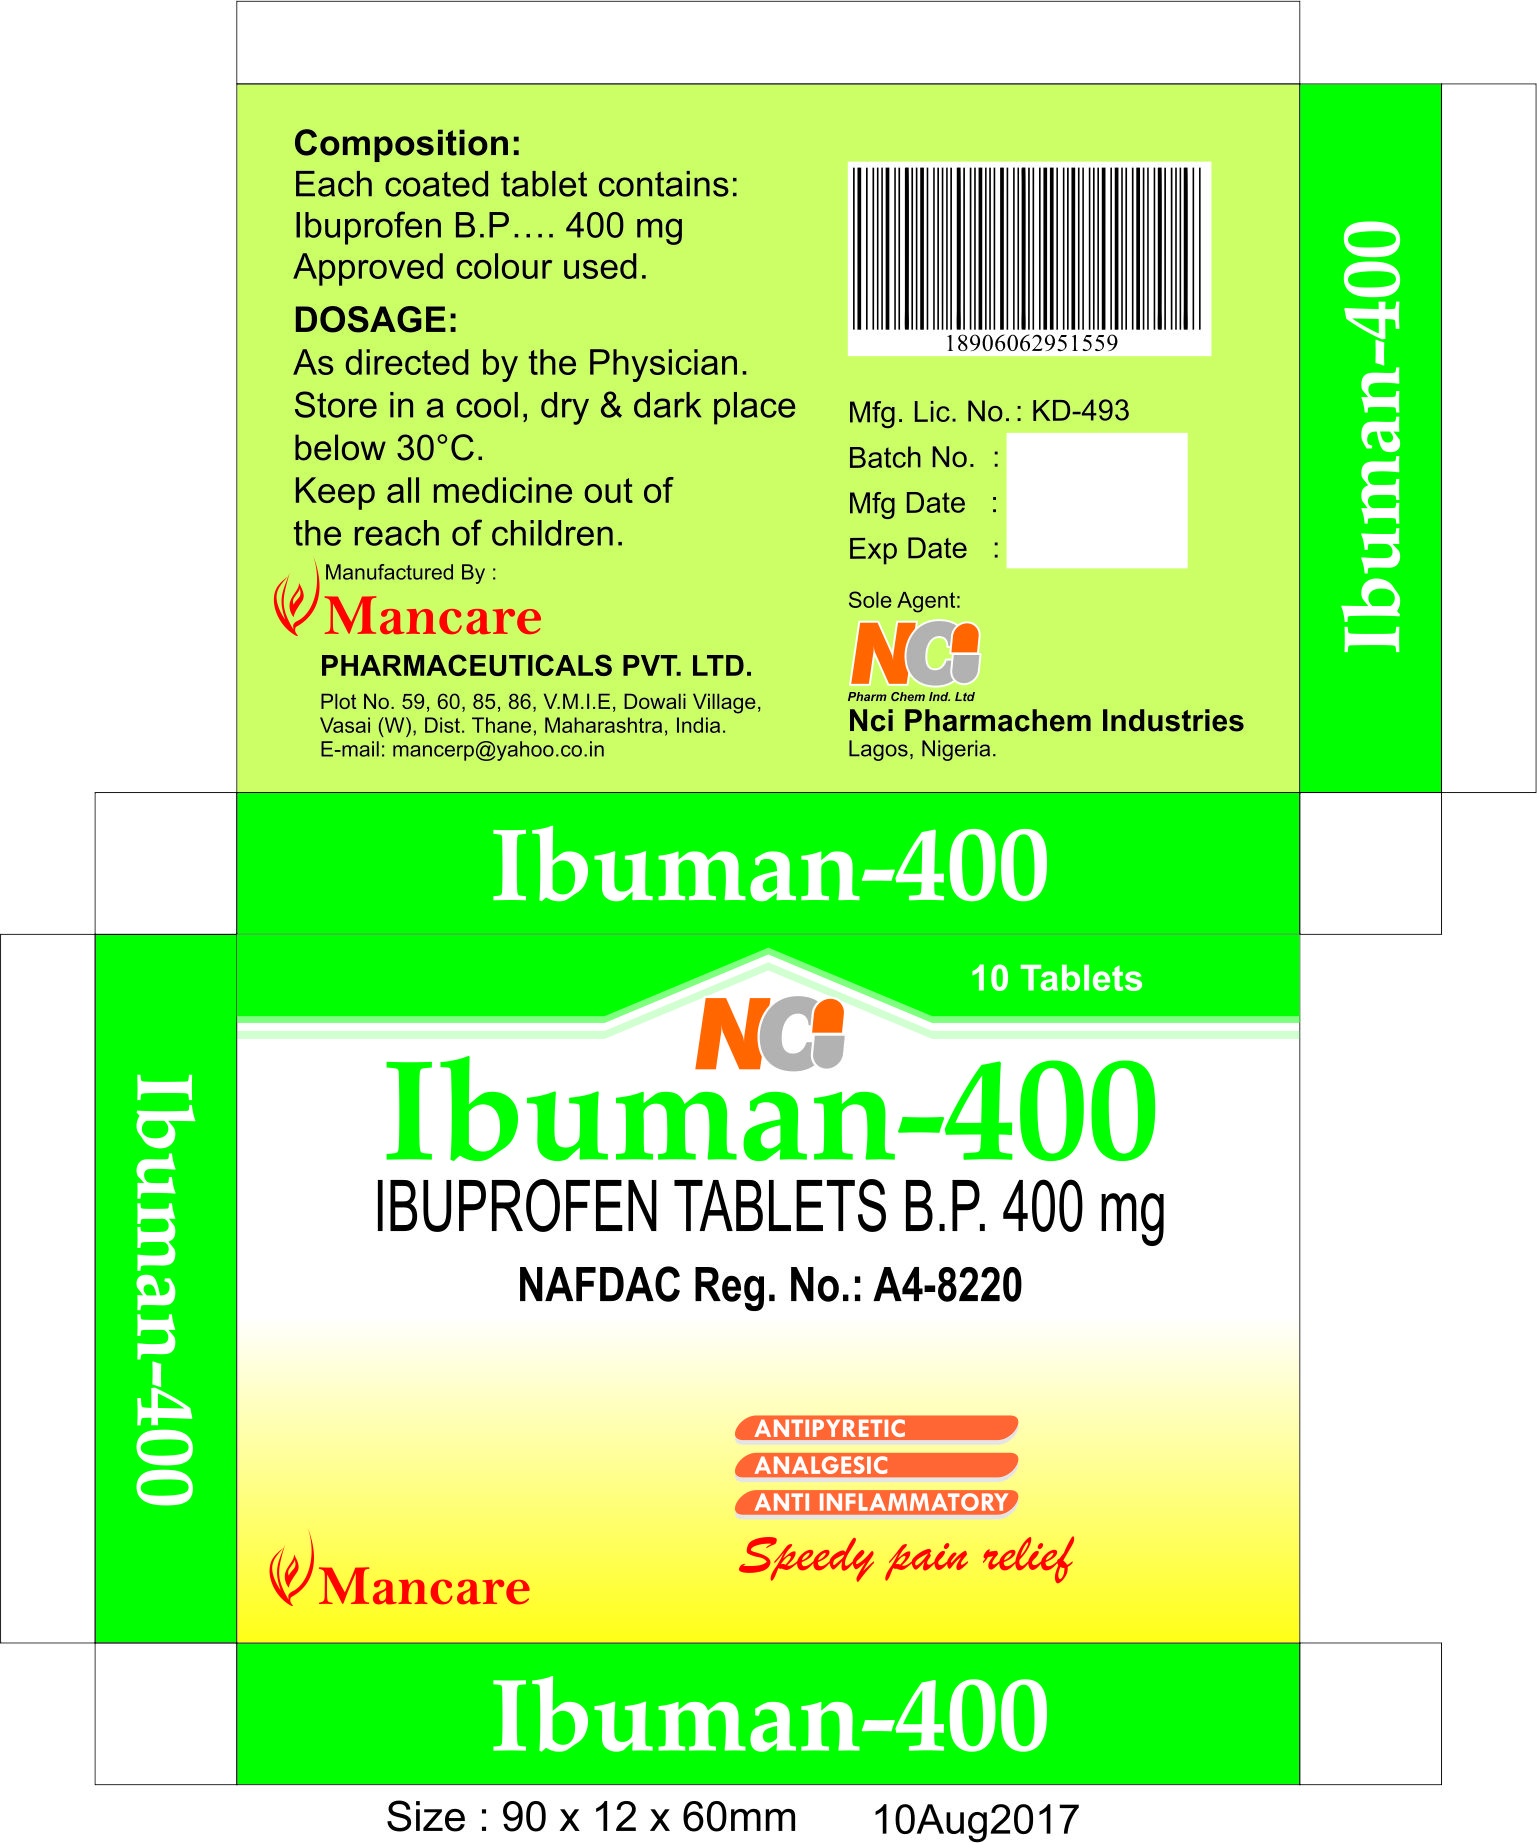 Composition:
Each coated tablet contains:
Ibuprofen B.P.... 400 mg
Approved colour used.
DOSAGE:
As directed by the Physician.
Store in a cool, dry & dark place
below 30°C.
Keep all medicine out of
the reach of children.
Manufactured By :
Mancare
PHARMACEUTICALS PVT. LTD.
Plot No. 59, 60, 85, 86, V.M.I.E, Dowali Village,
Vasai (W), Dist. Thane, Maharashtra, India.
E-mail: mancerp@yahoo.co.in
18906062951559
Mfg. Lic. No. : KD-493
Batch No. :
Mfg Date :
Exp Date :
Sole Agent:
NCi
Pharm Chem Ind. Ltd
Nci Pharmachem Industries
Lagos, Nigeria.
Ibuman-400
Ibuman-400
Ibuman-400
10 Tablets
NCi
Ibuman-400
IBUPROFEN TABLETS B.P. 400 mg
NAFDAC Reg. No.: A4-8220
ANTIPYRETIC
ANALGESIC
ANTI INFLAMMATORY
Speedy pain relief
Mancare
Ibuman-400
Size : 90 x 12 x 60mm 10Aug2017